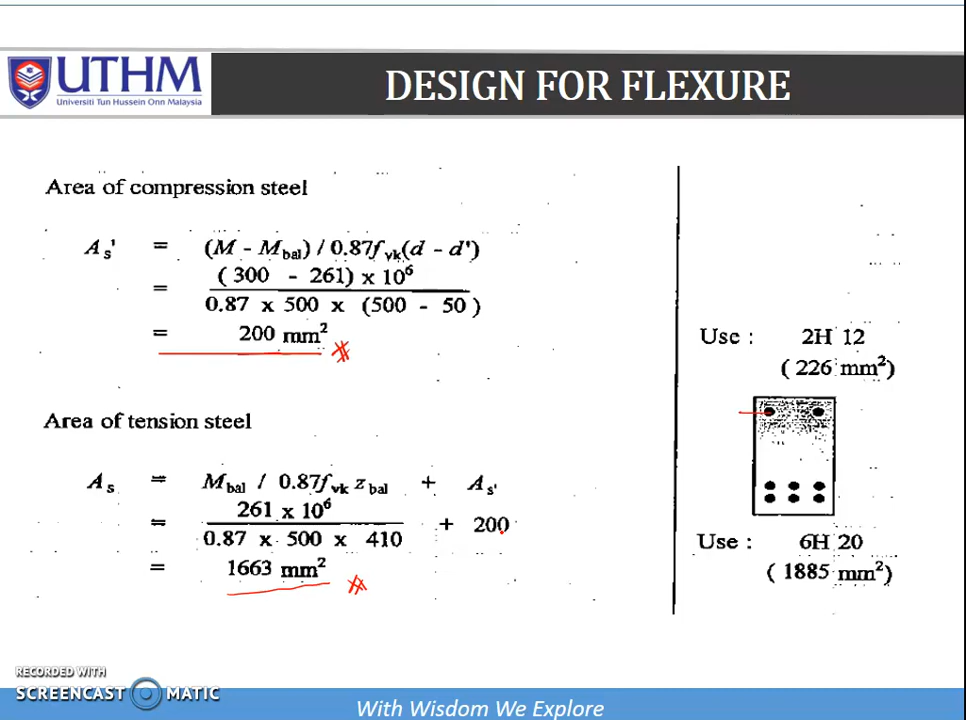 UTHM
Universiti Tun Hussein Onn Malaysia
DESIGN FOR FLEXURE
Area of compression steel
As' = (M - Mbal) / 0.87fyk(d - d')
= ( 300 - 261) x 10⁶
0.87 x 500 x (500 - 50 )
= 200 mm²
Area of tension steel
As = Mbal / 0.87fyk zbal + As'
= 261 x 10⁶ + 200
0.87 x 500 x 410
= 1663 mm²
Use : 2H 12
( 226 mm²)
Use : 6H 20
( 1885 mm²)
RECORDED WITH
SCREENCAST MATIC
With Wisdom We Explore